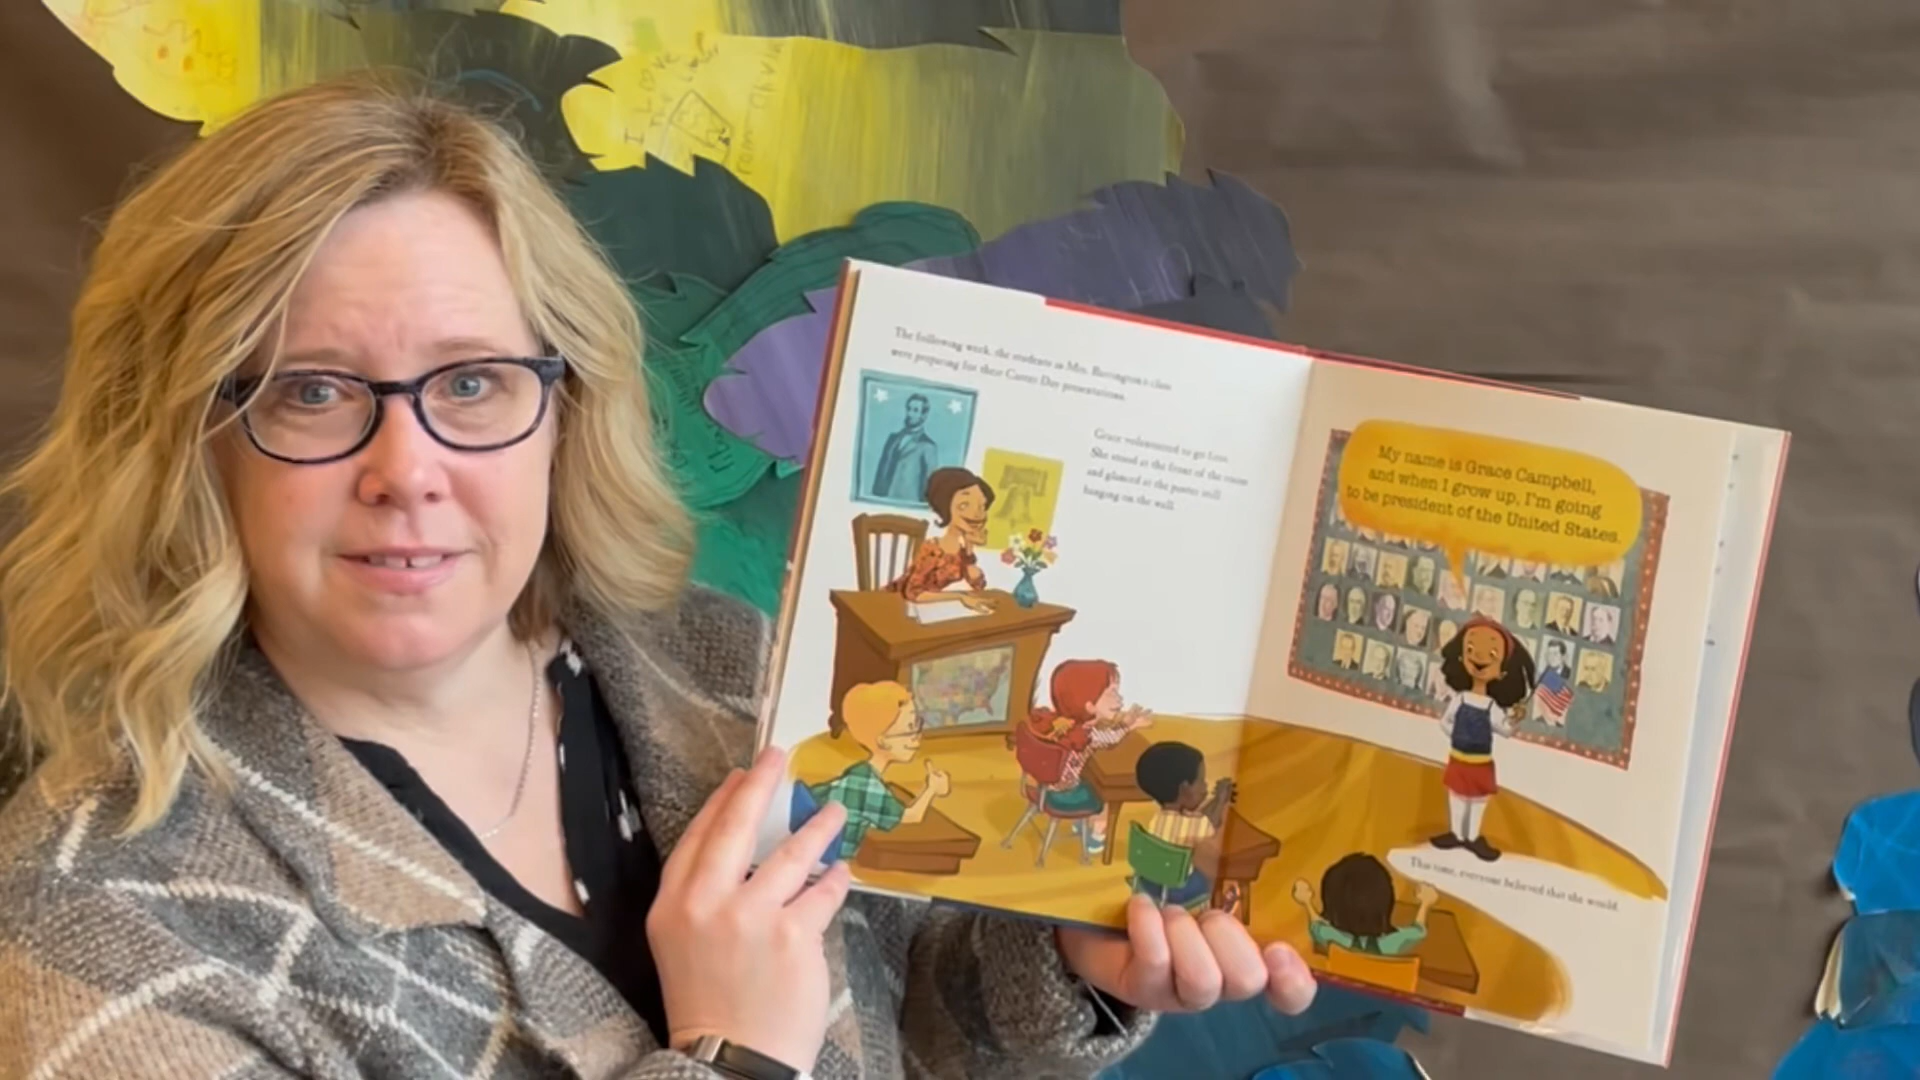 I Love
The
The following week, the students in Mrs. Barrington's class
were preparing for their Career Day presentations.
Grace volunteered to go first.
She stood at the front of the room
and glanced at the poster still
hanging on the wall.
My name is Grace Campbell,
and when I grow up, I'm going
to be president of the United States.
This time, everyone believed that she would.